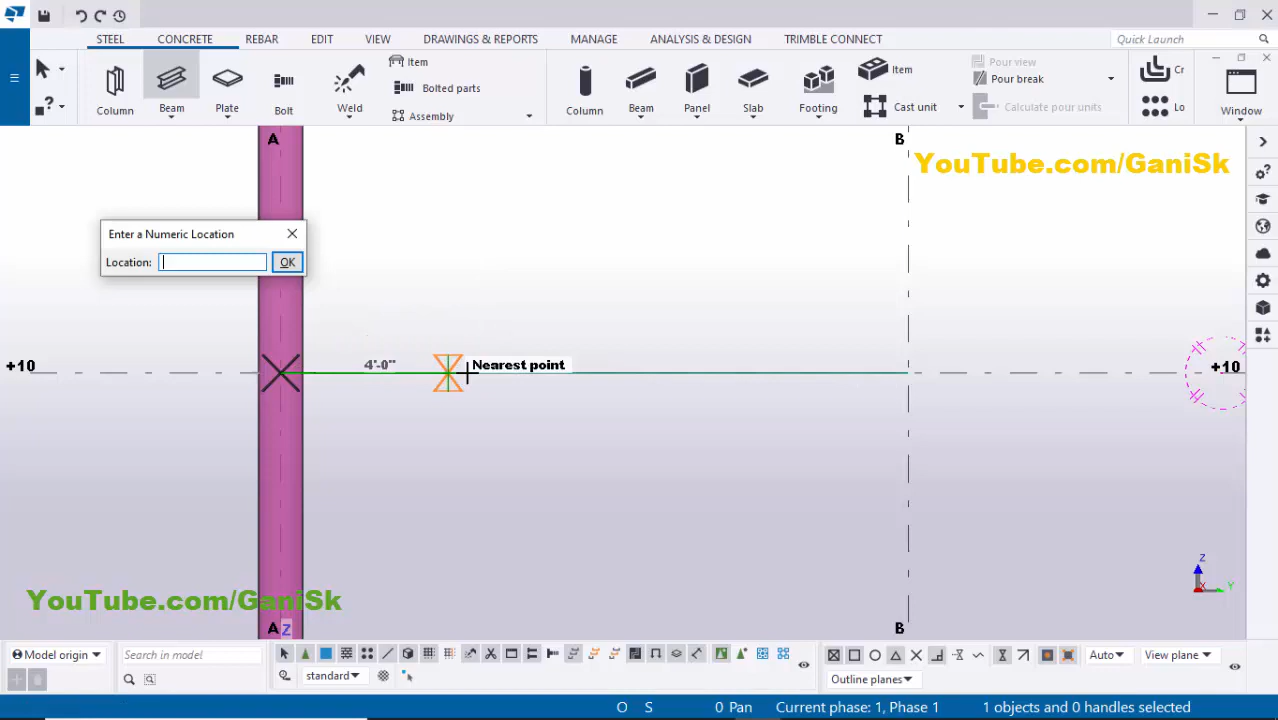 STEEL CONCRETE REBAR EDIT VIEW DRAWINGS & REPORTS MANAGE ANALYSIS & DESIGN TRIMBLE CONNECT Quick Launch
Item Item Pour view
Bolted parts Pour break Cr
Column Beam Plate Bolt Weld Assembly Column Beam Panel Slab Footing Cast unit Calculate pour units Lo Window
A B
YouTube.com/GaniSk
Enter a Numeric Location
Location: OK
+10 4'-0" Nearest point +10
Z
Y
X
YouTube.com/GaniSk
A Z B
Model origin Search in model Auto View plane
standard Outline planes
O S 0 Pan Current phase: 1, Phase 1 1 objects and 0 handles selected